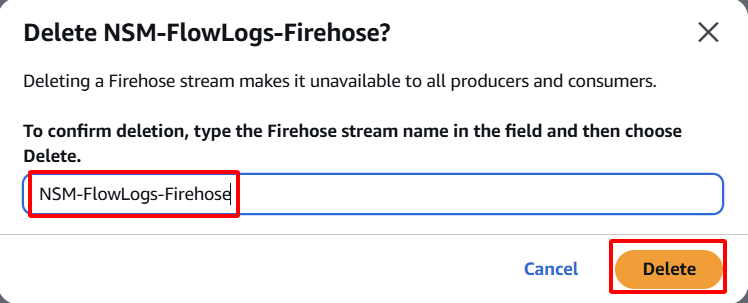 Delete NSM-FlowLogs-Firehose?
Deleting a Firehose stream makes it unavailable to all producers and consumers.
To confirm deletion, type the Firehose stream name in the field and then choose
Delete.
NSM-FlowLogs-Firehose
Cancel
Delete